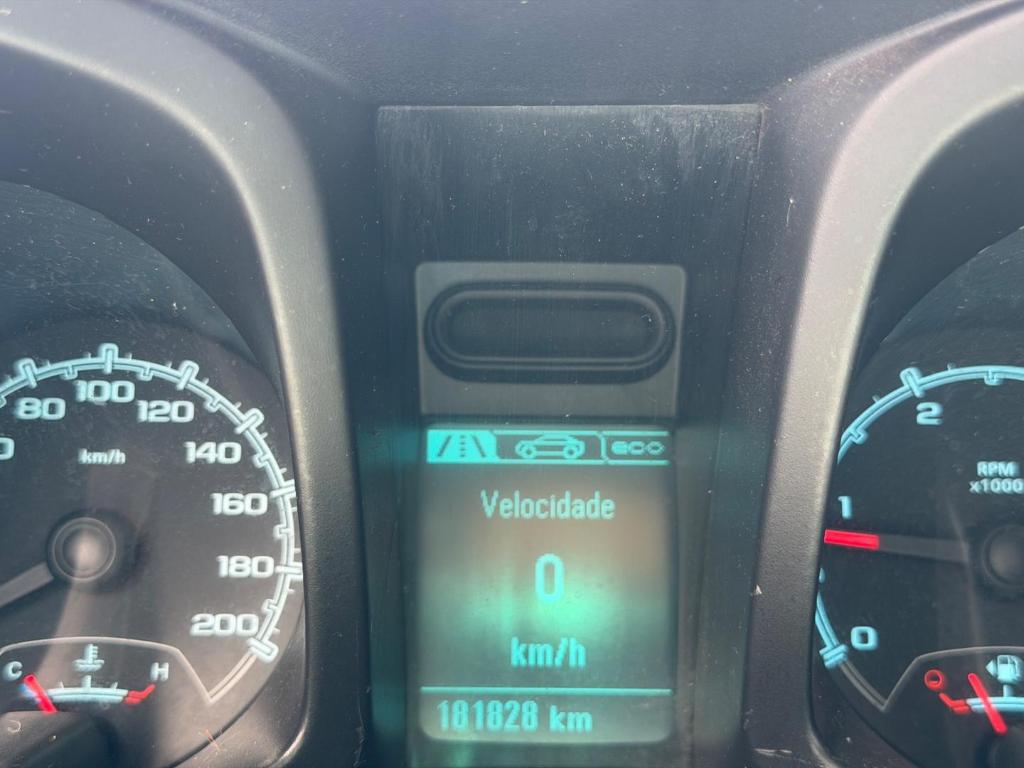 80
100
120
140
160
180
200
km/h
C
H
eco
Velocidade
0
km/h
181828 km
2
1
0
RPM
x1000